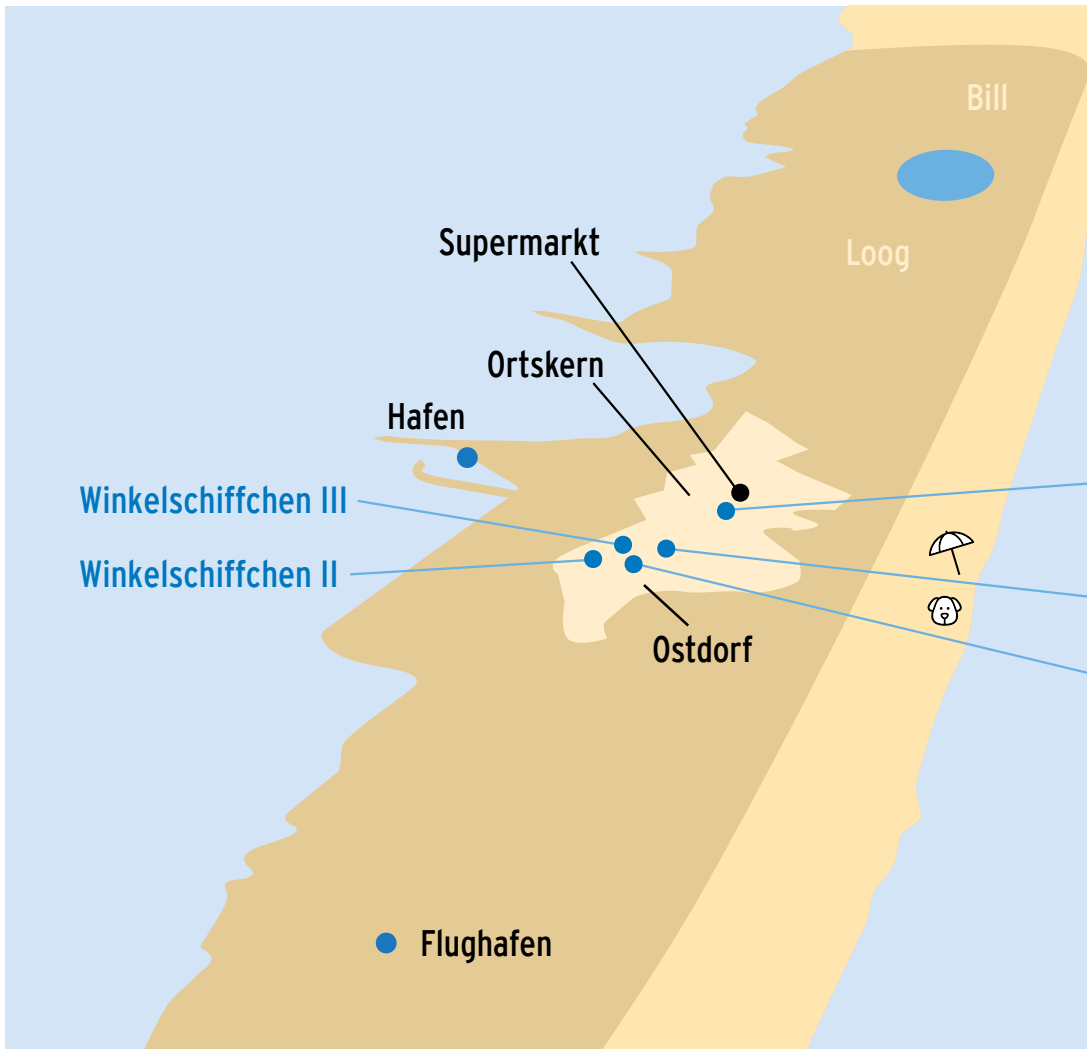 Bill
Supermarkt
Loog
Ortskern
Hafen
Winkelschiffchen III
Winkelschiffchen II
Ostdorf
Flughafen